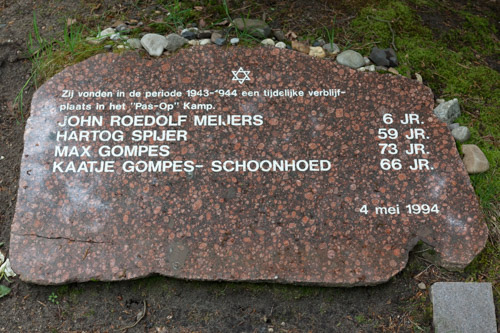 Zij vonden in de periode 1943-1944 een tijdelijke verblijf-
plaats in het "Pas-Op" Kamp.
JOHN ROEDOLF MEIJERS 6 JR.
HARTOG SPIJER 59 JR.
MAX GOMPES 73 JR.
KAATJE GOMPES-SCHOONHOED 66 JR.
4 mei 1994